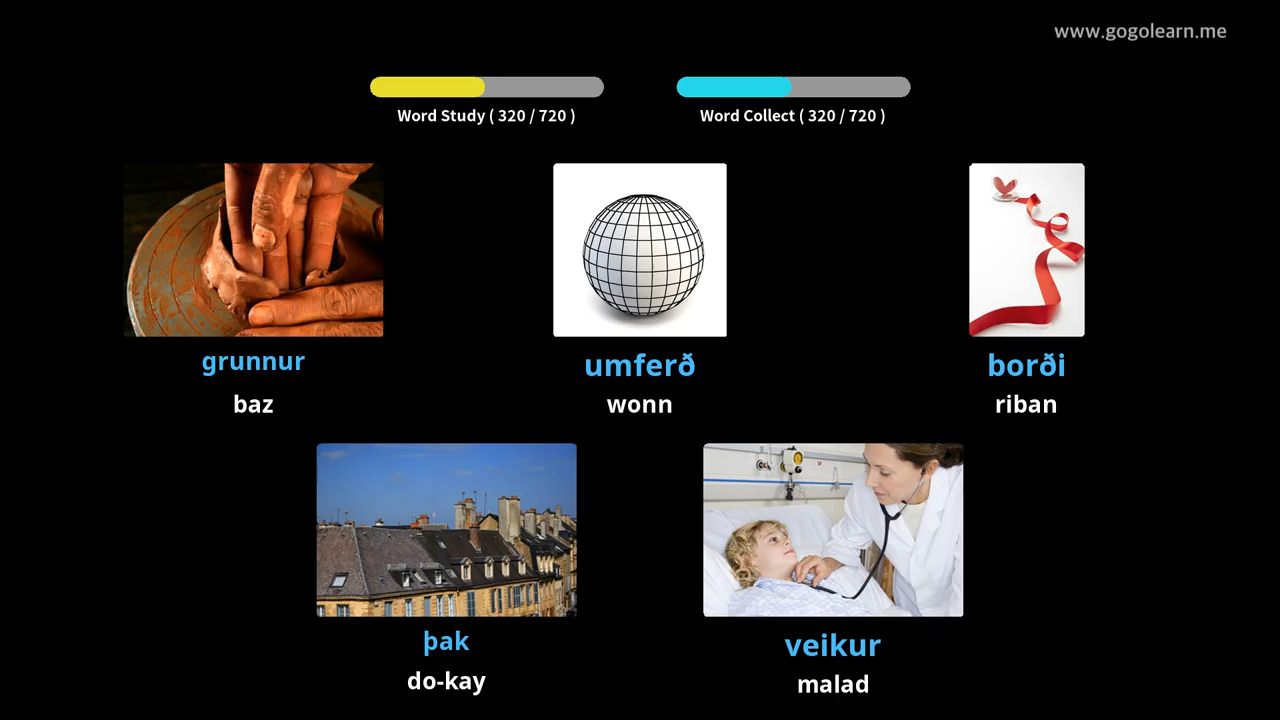 www.gogolearn.me
Word Study ( 320 / 720 )
Word Collect ( 320 / 720 )
grunnur
baz
umferð
wonn
borði
riban
þak
do-kay
veikur
malad